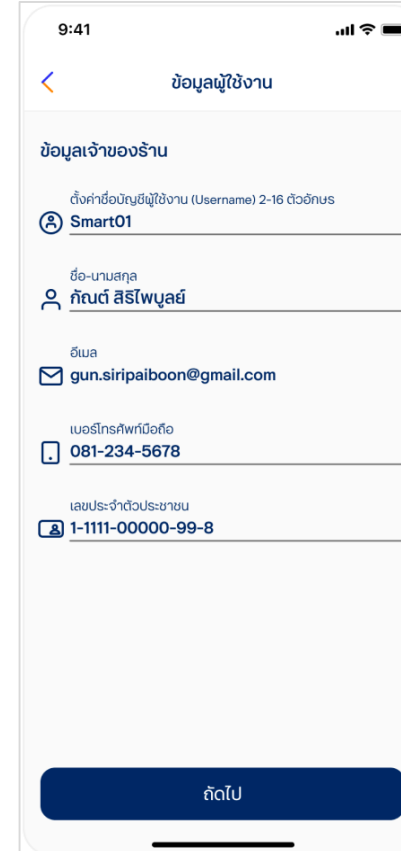 9:41
ข้อมูลผู้ใช้งาน
ข้อมูลเจ้าของร้าน
ตั้งค่าชื่อบัญชีผู้ใช้งาน (Username) 2-16 ตัวอักษร
Smart01
ชื่อ-นามสกุล
กัณต์ สิริไพบูลย์
อีเมล
gun.siripaiboon@gmail.com
เบอร์โทรศัพท์มือถือ
081-234-5678
เลขประจำตัวประชาชน
1-1111-00000-99-8
ถัดไป